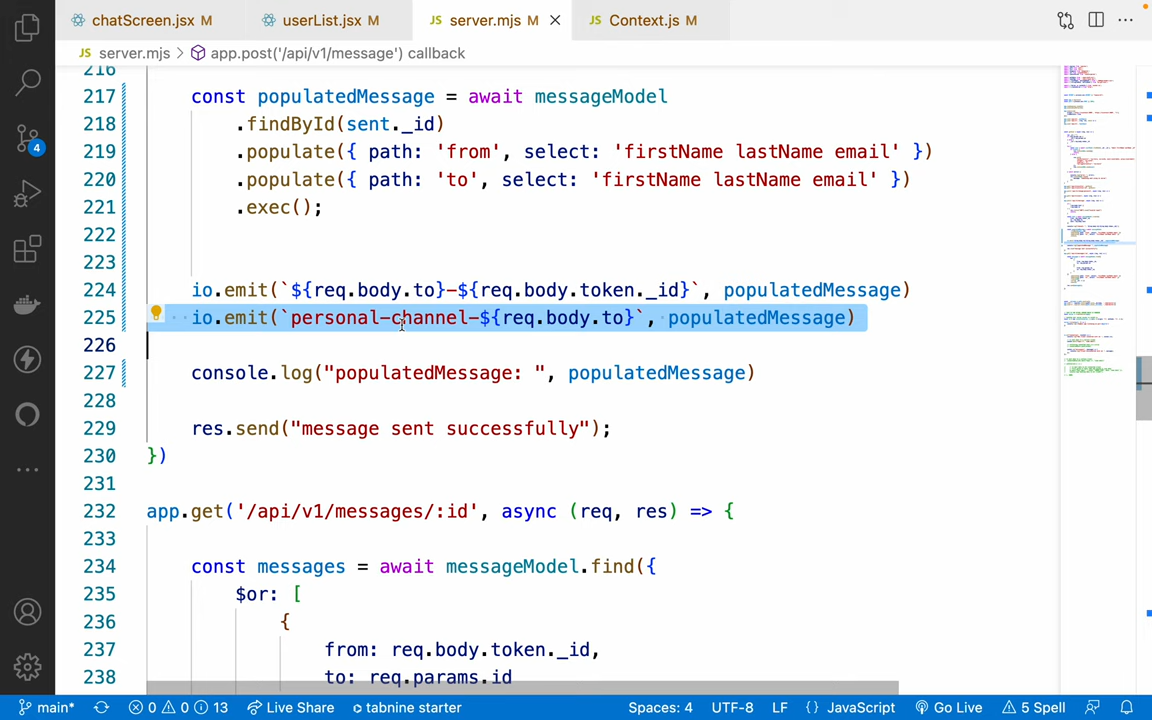 chatScreen.jsx M userList.jsx M JS server.mjs M JS Context.js M
JS server.mjs > app.post('/api/v1/message') callback
216
217 const populatedMessage = await messageModel
218 .findById(sent._id)
219 .populate({ path: 'from', select: 'firstName lastName email' })
220 .populate({ path: 'to', select: 'firstName lastName email' })
221 .exec();
222
223
224 io.emit(`${req.body.to}-${req.body.token._id}`, populatedMessage)
225 io.emit(`personal-channel-${req.body.to}`, populatedMessage)
226
227 console.log("populatedMessage: ", populatedMessage)
228
229 res.send("message sent successfully");
230 })
231
232 app.get('/api/v1/messages/:id', async (req, res) => {
233
234 const messages = await messageModel.find({
235 $or: [
236 {
237 from: req.body.token._id,
238 to: req.params.id
4
main* 0 0 13 Live Share tabnine starter Spaces: 4 UTF-8 LF {} JavaScript Go Live 5 Spell